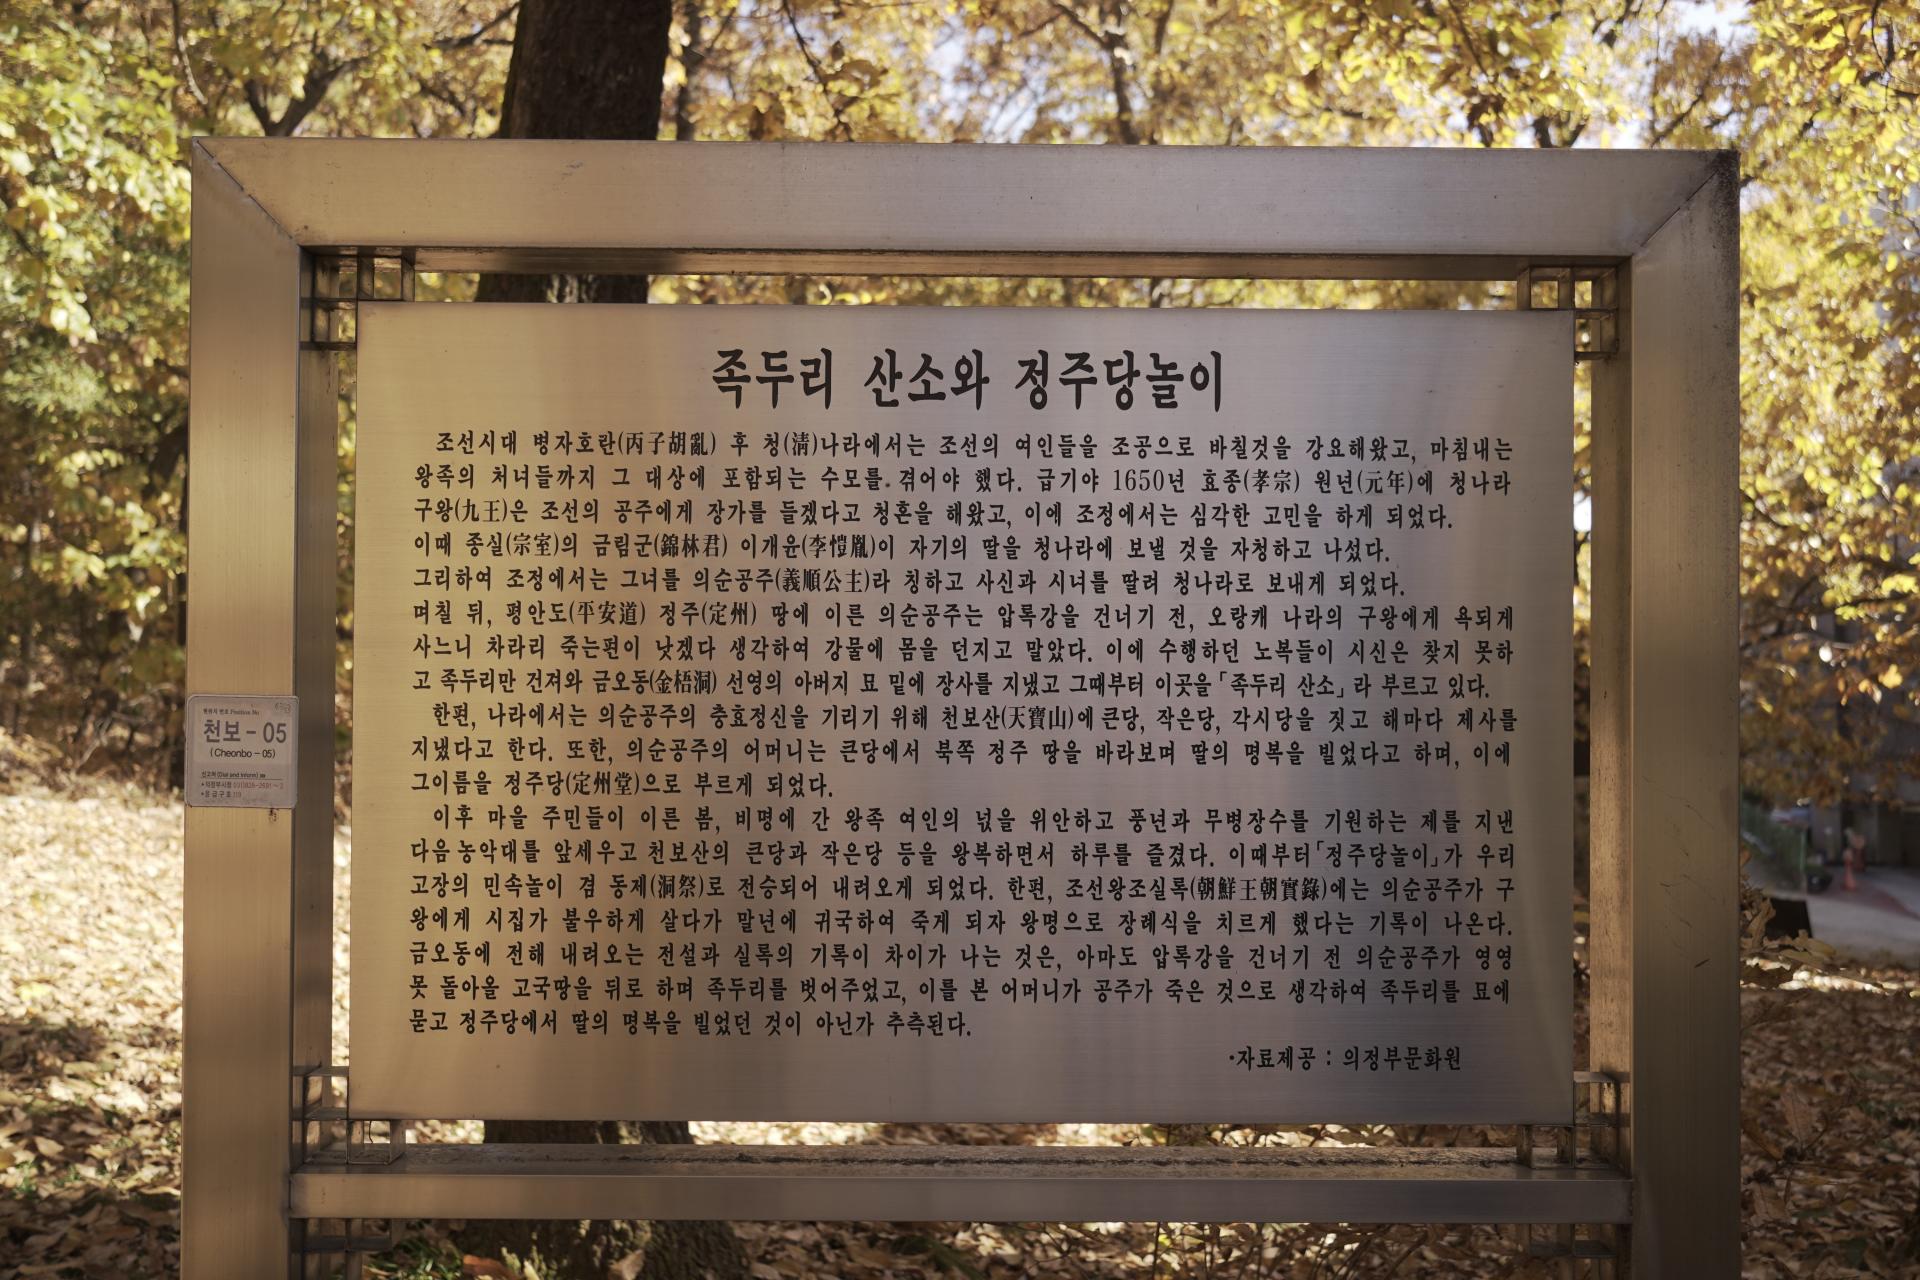 족두리 산소와 정주당놀이
조선시대 병자호란(丙子胡亂) 후 청(淸)나라에서는 조선의 여인들을 조공으로 바칠것을 강요해왔고, 마침내는
왕족의 처녀들까지 그 대상에 포함되는 수모를 겪어야 했다. 급기야 1650년 효종(孝宗) 원년(元年)에 청나라
구왕(九王)은 조선의 공주에게 장가를 들겠다고 청혼을 해왔고, 이에 조정에서는 심각한 고민을 하게 되었다.
이때 종실(宗室)의 금림군(錦林君) 이개윤(李愷胤)이 자기의 딸을 청나라에 보낼 것을 자청하고 나섰다.
그리하여 조정에서는 그녀를 의순공주(義順公主)라 칭하고 사신과 시녀를 딸려 청나라로 보내게 되었다.
며칠 뒤, 평안도(平安道) 정주(定州) 땅에 이른 의순공주는 압록강을 건너기 전, 오랑캐 나라의 구왕에게 욕되게
사느니 차라리 죽는편이 낫겠다 생각하여 강물에 몸을 던지고 말았다. 이에 수행하던 노복들이 시신은 찾지 못하
고 족두리만 건져와 금오동(金梧洞) 선영의 아버지 묘 밑에 장사를 지냈고 그때부터 이곳을「족두리 산소」라 부르고 있다.
한편, 나라에서는 의순공주의 충효정신을 기리기 위해 천보산(天寶山)에 큰당, 작은당, 각시당을 짓고 해마다 제사를
지냈다고 한다. 또한, 의순공주의 어머니는 큰당에서 북쪽 정주 땅을 바라보며 딸의 명복을 빌었다고 하며, 이에
그이름을 정주당(定州堂)으로 부르게 되었다.
이후 마을 주민들이 이른 봄, 비명에 간 왕족 여인의 넋을 위안하고 풍년과 무병장수를 기원하는 제를 지낸
다음 농악대를 앞세우고 천보산의 큰당과 작은당 등을 왕복하면서 하루를 즐겼다. 이때부터「정주당놀이」가 우리
고장의 민속놀이 겸 동제(洞祭)로 전승되어 내려오게 되었다. 한편, 조선왕조실록(朝鮮王朝實錄)에는 의순공주가 구
왕에게 시집가 불우하게 살다가 말년에 귀국하여 죽게 되자 왕명으로 장례식을 치르게 했다는 기록이 나온다.
금오동에 전해 내려오는 전설과 실록의 기록이 차이가 나는 것은, 아마도 압록강을 건너기 전 의순공주가 영영
못 돌아올 고국땅을 뒤로 하며 족두리를 벗어주었고, 이를 본 어머니가 공주가 죽은 것으로 생각하여 족두리를 묘에
묻고 정주당에서 딸의 명복을 빌었던 것이 아닌가 추측된다.
·자료제공 : 의정부문화원
천보 - 05
(Cheonbo - 05)
신고처 (Dial and Inform)